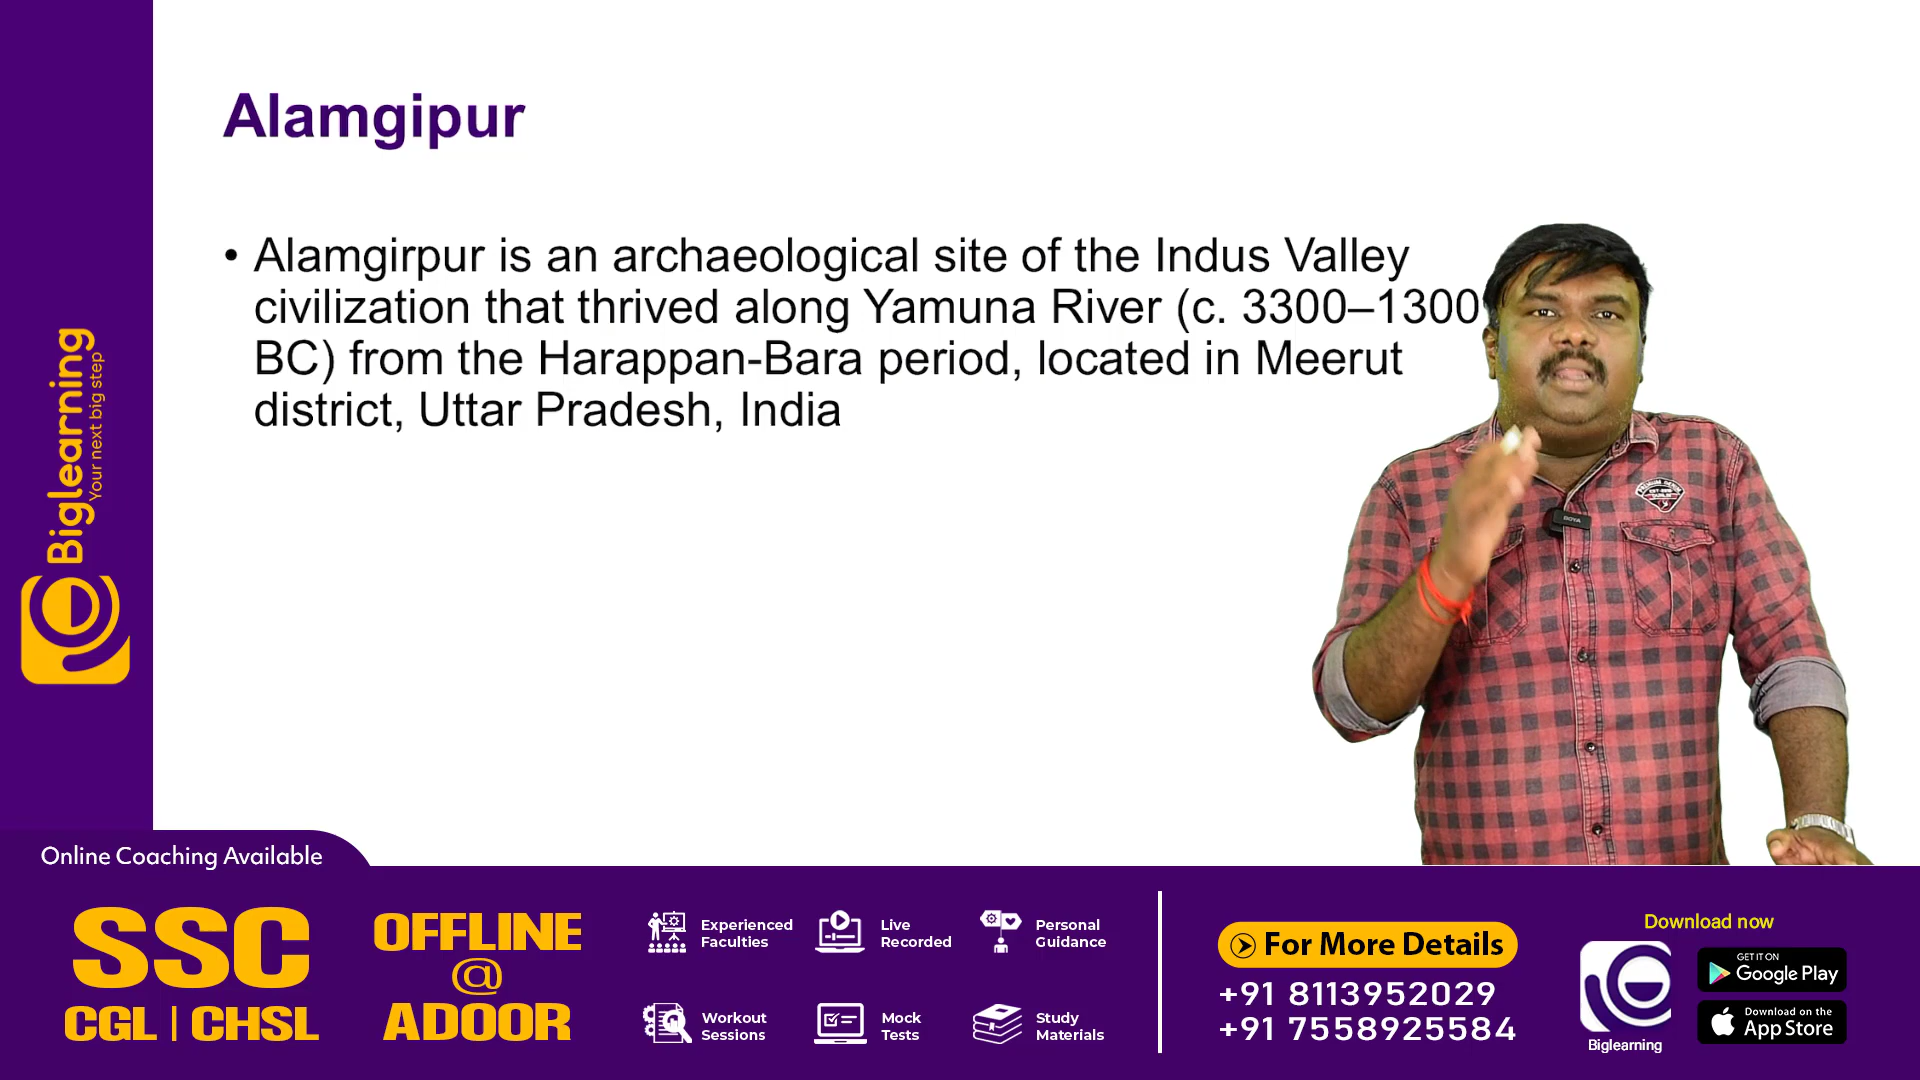 Alamgipur
• Alamgirpur is an archaeological site of the Indus Valley
civilization that thrived along Yamuna River (c. 3300–1300
BC) from the Harappan-Bara period, located in Meerut
district, Uttar Pradesh, India
Biglearning
Your next big step
BOYA
Online Coaching Available
SSC
CGL | CHSL
OFFLINE
@
ADOOR
Experienced
Faculties
Live
Recorded
Personal
Guidance
Workout
Sessions
Mock
Tests
Study
Materials
For More Details
+91 8113952029
+91 7558925584
Download now
Biglearning
GET IT ON
Google Play
Download on the
App Store